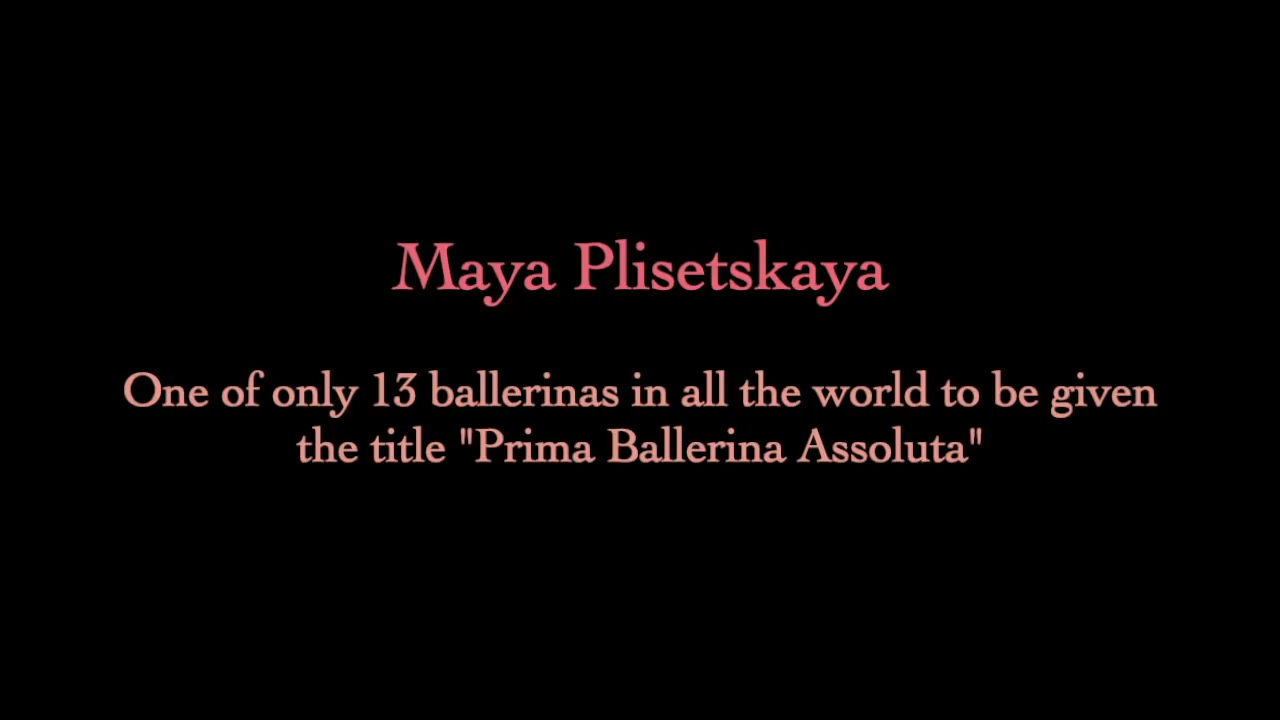 Maya Plisetskaya
One of only 13 ballerinas in all the world to be given
the title "Prima Ballerina Assoluta"